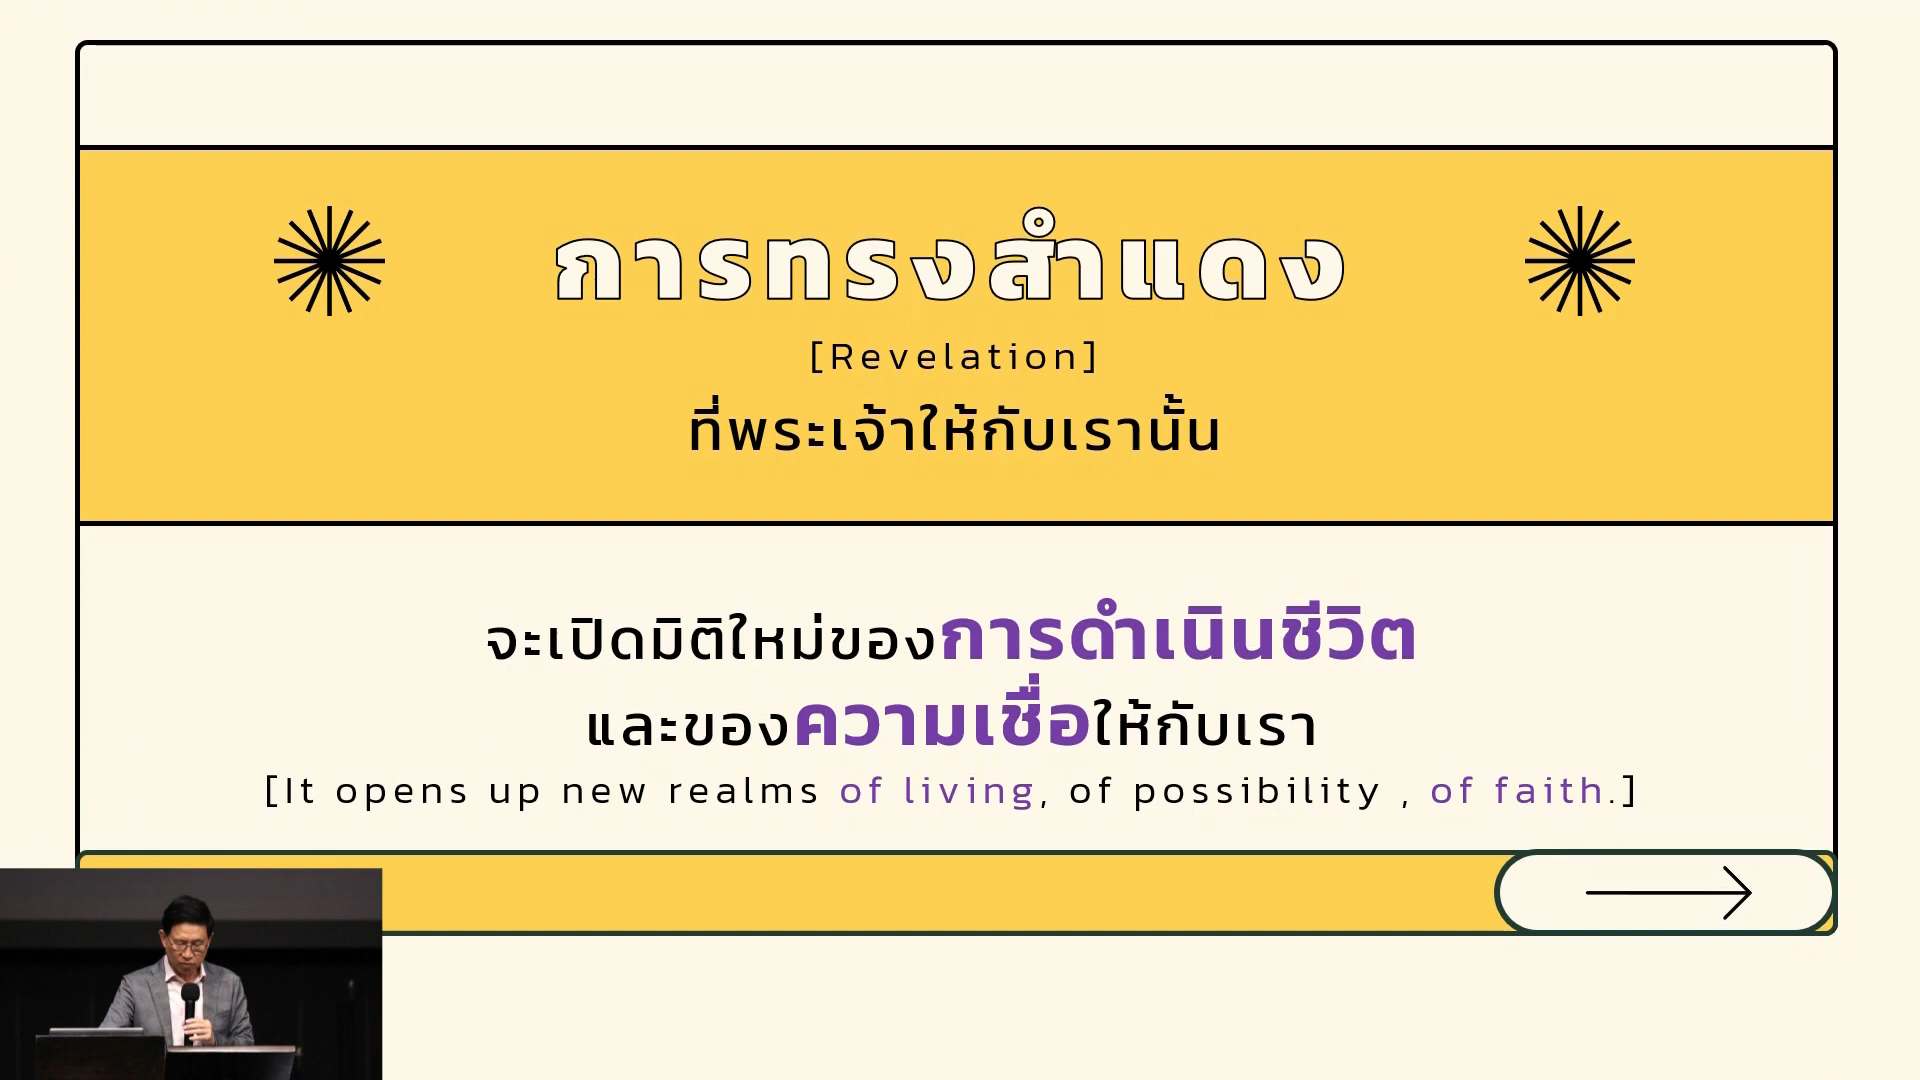 การทรงสำแดง
[Revelation]
ที่พระเจ้าให้กับเรานั้น
จะเปิดมิติใหม่ของการดำเนินชีวิต
และของความเชื่อให้กับเรา
[It opens up new realms of living, of possibility , of faith.]